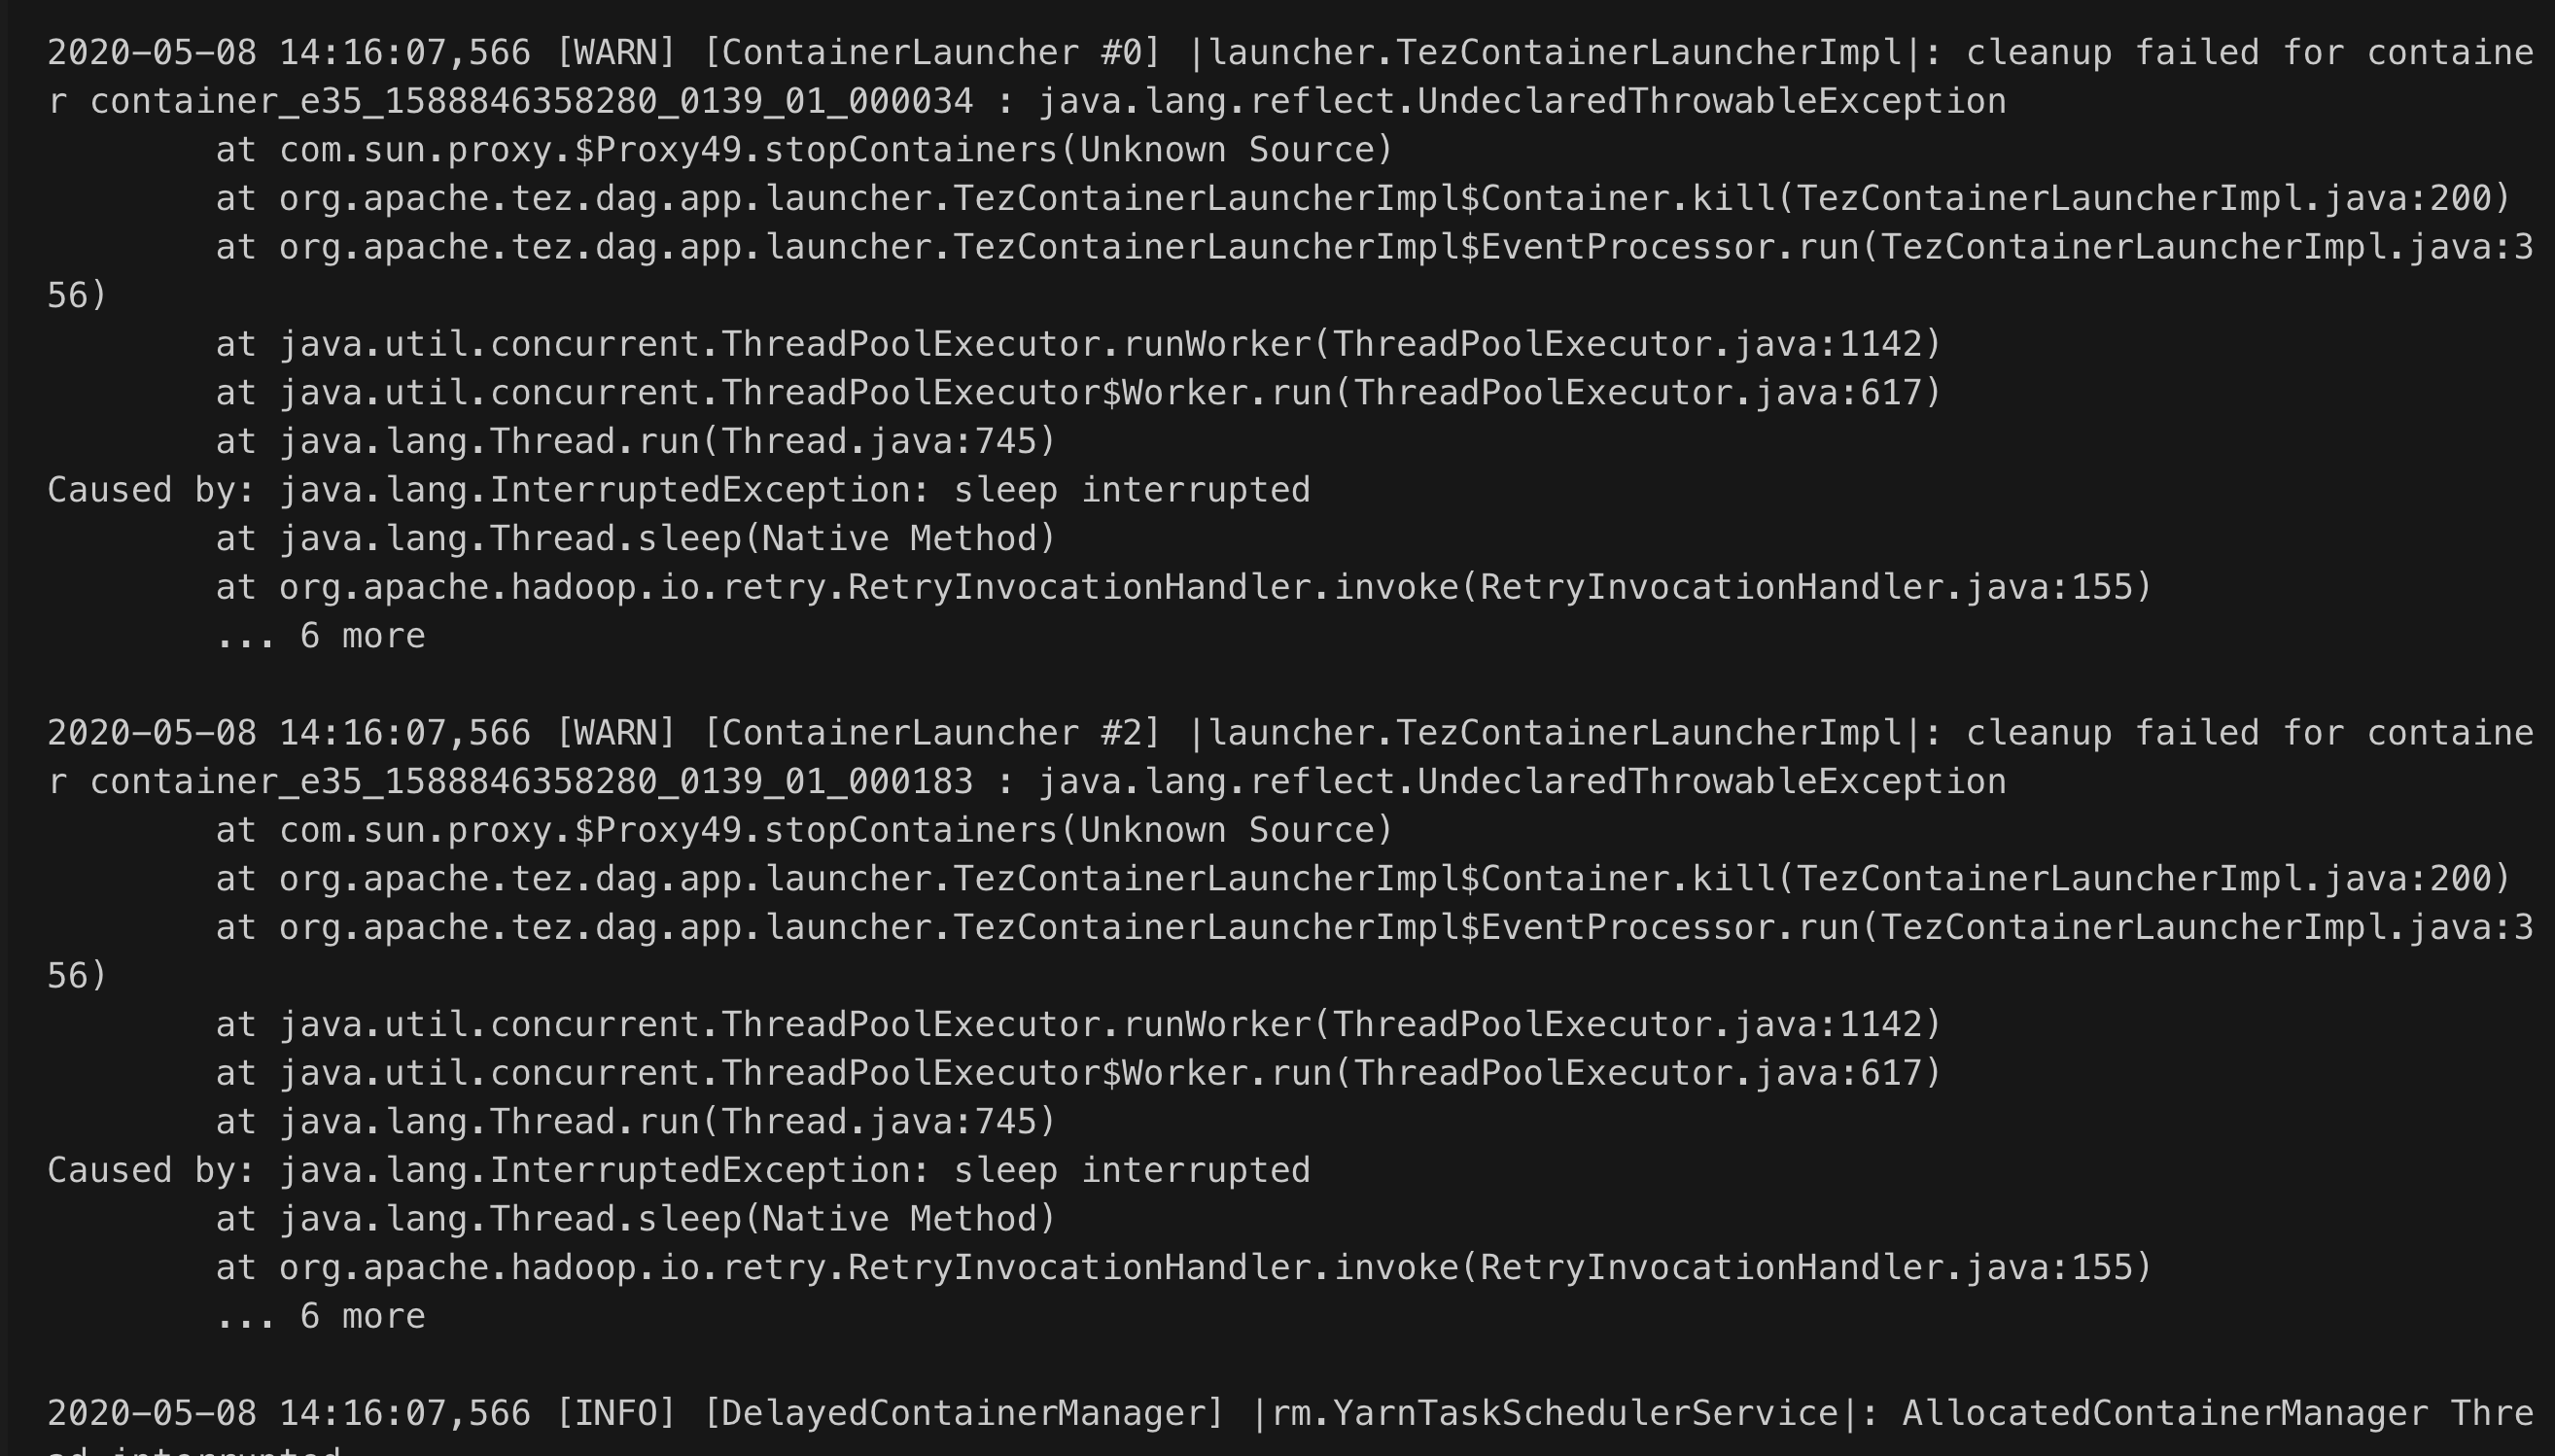 2020-05-08 14:16:07,566 [WARN] [ContainerLauncher #0] |launcher.TezContainerLauncherImpl|: cleanup failed for containe
r container_e35_1588846358280_0139_01_000034 : java.lang.reflect.UndeclaredThrowableException
        at com.sun.proxy.$Proxy49.stopContainers(Unknown Source)
        at org.apache.tez.dag.app.launcher.TezContainerLauncherImpl$Container.kill(TezContainerLauncherImpl.java:200)
        at org.apache.tez.dag.app.launcher.TezContainerLauncherImpl$EventProcessor.run(TezContainerLauncherImpl.java:3
56)
        at java.util.concurrent.ThreadPoolExecutor.runWorker(ThreadPoolExecutor.java:1142)
        at java.util.concurrent.ThreadPoolExecutor$Worker.run(ThreadPoolExecutor.java:617)
        at java.lang.Thread.run(Thread.java:745)
Caused by: java.lang.InterruptedException: sleep interrupted
        at java.lang.Thread.sleep(Native Method)
        at org.apache.hadoop.io.retry.RetryInvocationHandler.invoke(RetryInvocationHandler.java:155)
        ... 6 more

2020-05-08 14:16:07,566 [WARN] [ContainerLauncher #2] |launcher.TezContainerLauncherImpl|: cleanup failed for containe
r container_e35_1588846358280_0139_01_000183 : java.lang.reflect.UndeclaredThrowableException
        at com.sun.proxy.$Proxy49.stopContainers(Unknown Source)
        at org.apache.tez.dag.app.launcher.TezContainerLauncherImpl$Container.kill(TezContainerLauncherImpl.java:200)
        at org.apache.tez.dag.app.launcher.TezContainerLauncherImpl$EventProcessor.run(TezContainerLauncherImpl.java:3
56)
        at java.util.concurrent.ThreadPoolExecutor.runWorker(ThreadPoolExecutor.java:1142)
        at java.util.concurrent.ThreadPoolExecutor$Worker.run(ThreadPoolExecutor.java:617)
        at java.lang.Thread.run(Thread.java:745)
Caused by: java.lang.InterruptedException: sleep interrupted
        at java.lang.Thread.sleep(Native Method)
        at org.apache.hadoop.io.retry.RetryInvocationHandler.invoke(RetryInvocationHandler.java:155)
        ... 6 more

2020-05-08 14:16:07,566 [INFO] [DelayedContainerManager] |rm.YarnTaskSchedulerService|: AllocatedContainerManager Thre
ad interrupted